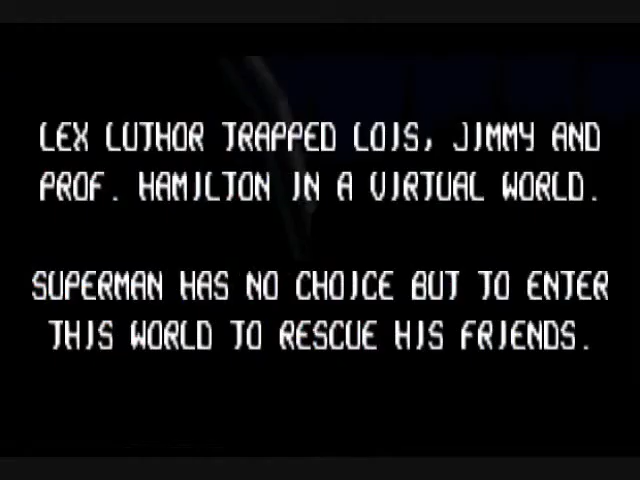 LEX LUTHOR TRAPPED LOIS, JIMMY AND
PROF. HAMILTON IN A VIRTUAL WORLD.
SUPERMAN HAS NO CHOICE BUT TO ENTER
THIS WORLD TO RESCUE HIS FRIENDS.